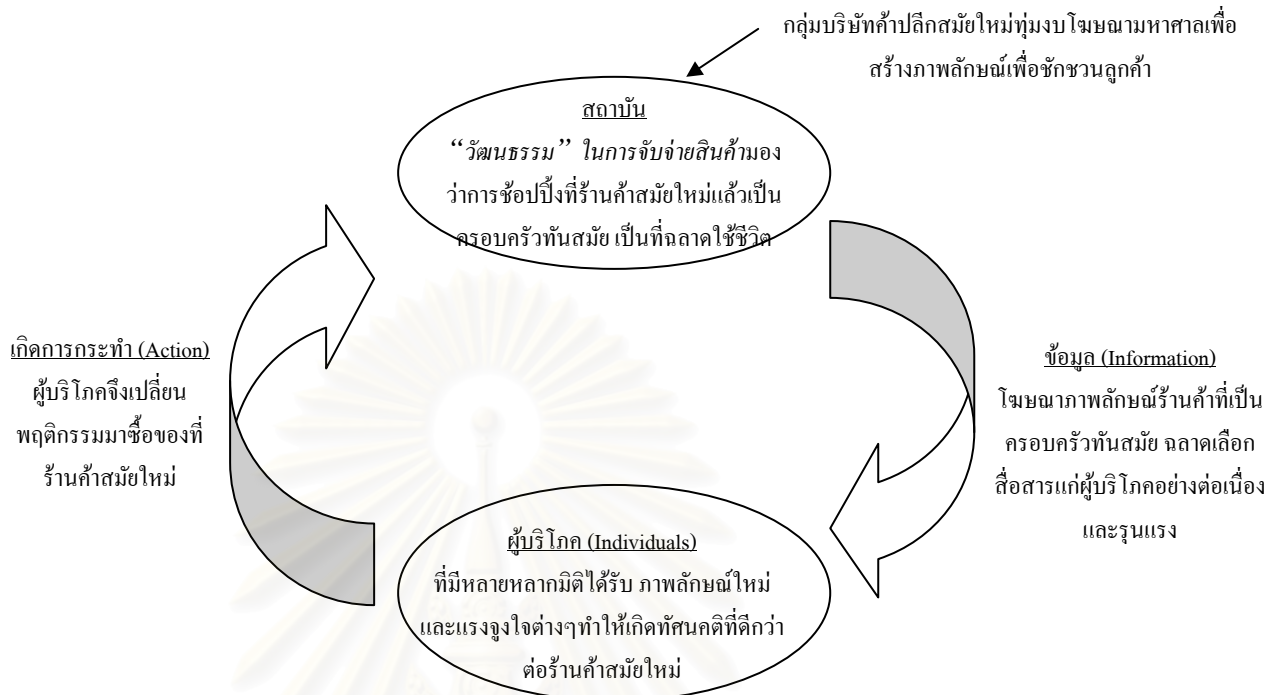 กลุ่มบริษัทค้าปลีกสมัยใหม่ทุ่มงบโฆษณามหาศาลเพื่อ
สร้างภาพลักษณ์เพื่อชักชวนลูกค้า
สถาบัน
“วัฒนธรรม” ในการจับจ่ายสินค้ามอง
ว่าการช้อปปิ้งที่ร้านค้าสมัยใหม่แล้วเป็น
ครอบครัวทันสมัย เป็นที่ฉลาดใช้ชีวิต
เกิดการกระทำ (Action)
ผู้บริโภคจึงเปลี่ยน
พฤติกรรมมาซื้อของที่
ร้านค้าสมัยใหม่
ข้อมูล (Information)
โฆษณาภาพลักษณ์ร้านค้าที่เป็น
ครอบครัวทันสมัย ฉลาดเลือก
สื่อสารแก่ผู้บริโภคอย่างต่อเนื่อง
และรุนแรง
ผู้บริโภค (Individuals)
ที่มีหลายหลากมิติได้รับ ภาพลักษณ์ใหม่
และแรงจูงใจต่างๆทำให้เกิดทัศนคติที่ดีกว่า
ต่อร้านค้าสมัยใหม่